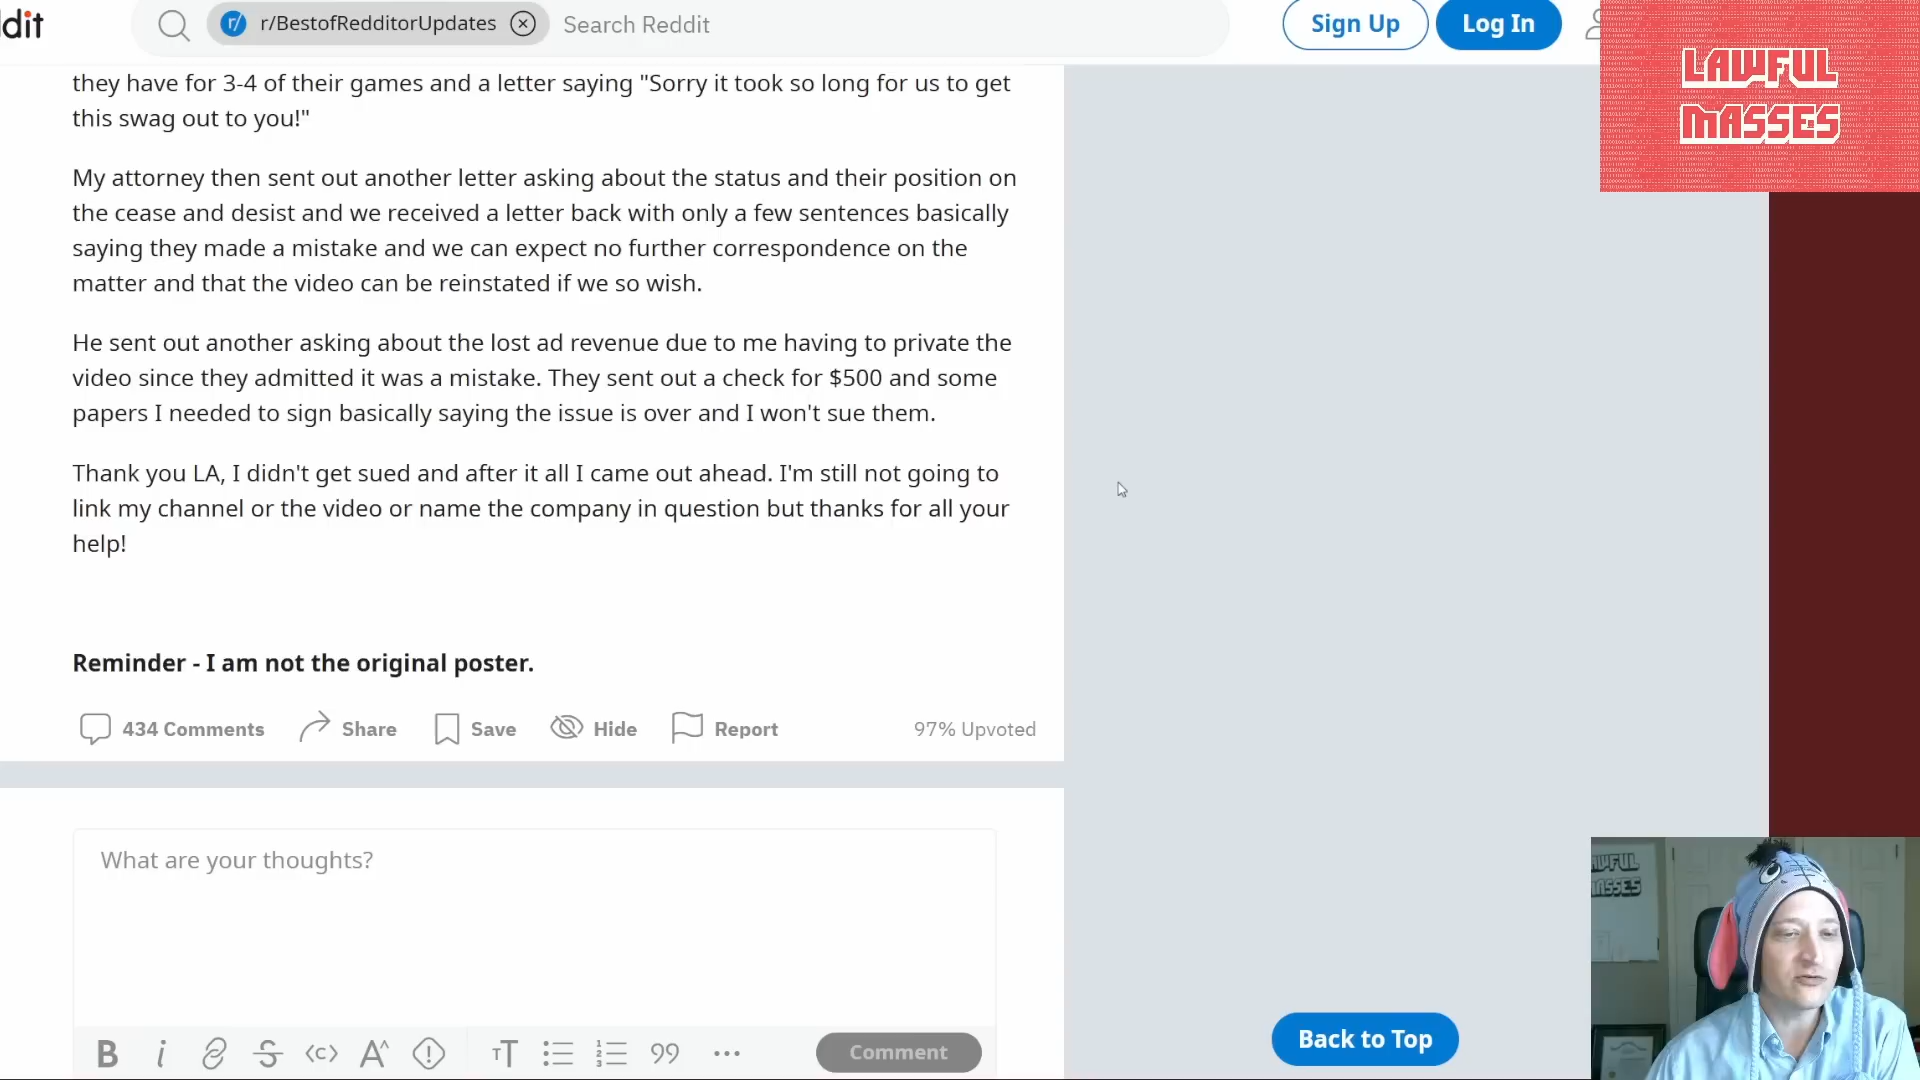 dit
r/ r/BestofRedditorUpdates Search Reddit
Sign Up
Log In
LAWFUL
MASSES
they have for 3-4 of their games and a letter saying "Sorry it took so long for us to get
this swag out to you!"
My attorney then sent out another letter asking about the status and their position on
the cease and desist and we received a letter back with only a few sentences basically
saying they made a mistake and we can expect no further correspondence on the
matter and that the video can be reinstated if we so wish.
He sent out another asking about the lost ad revenue due to me having to private the
video since they admitted it was a mistake. They sent out a check for $500 and some
papers I needed to sign basically saying the issue is over and I won't sue them.
Thank you LA, I didn't get sued and after it all I came out ahead. I'm still not going to
link my channel or the video or name the company in question but thanks for all your
help!
Reminder - I am not the original poster.
434 Comments Share Save Hide Report 97% Upvoted
What are your thoughts?
Comment
Back to Top
AWFUL
ASSES